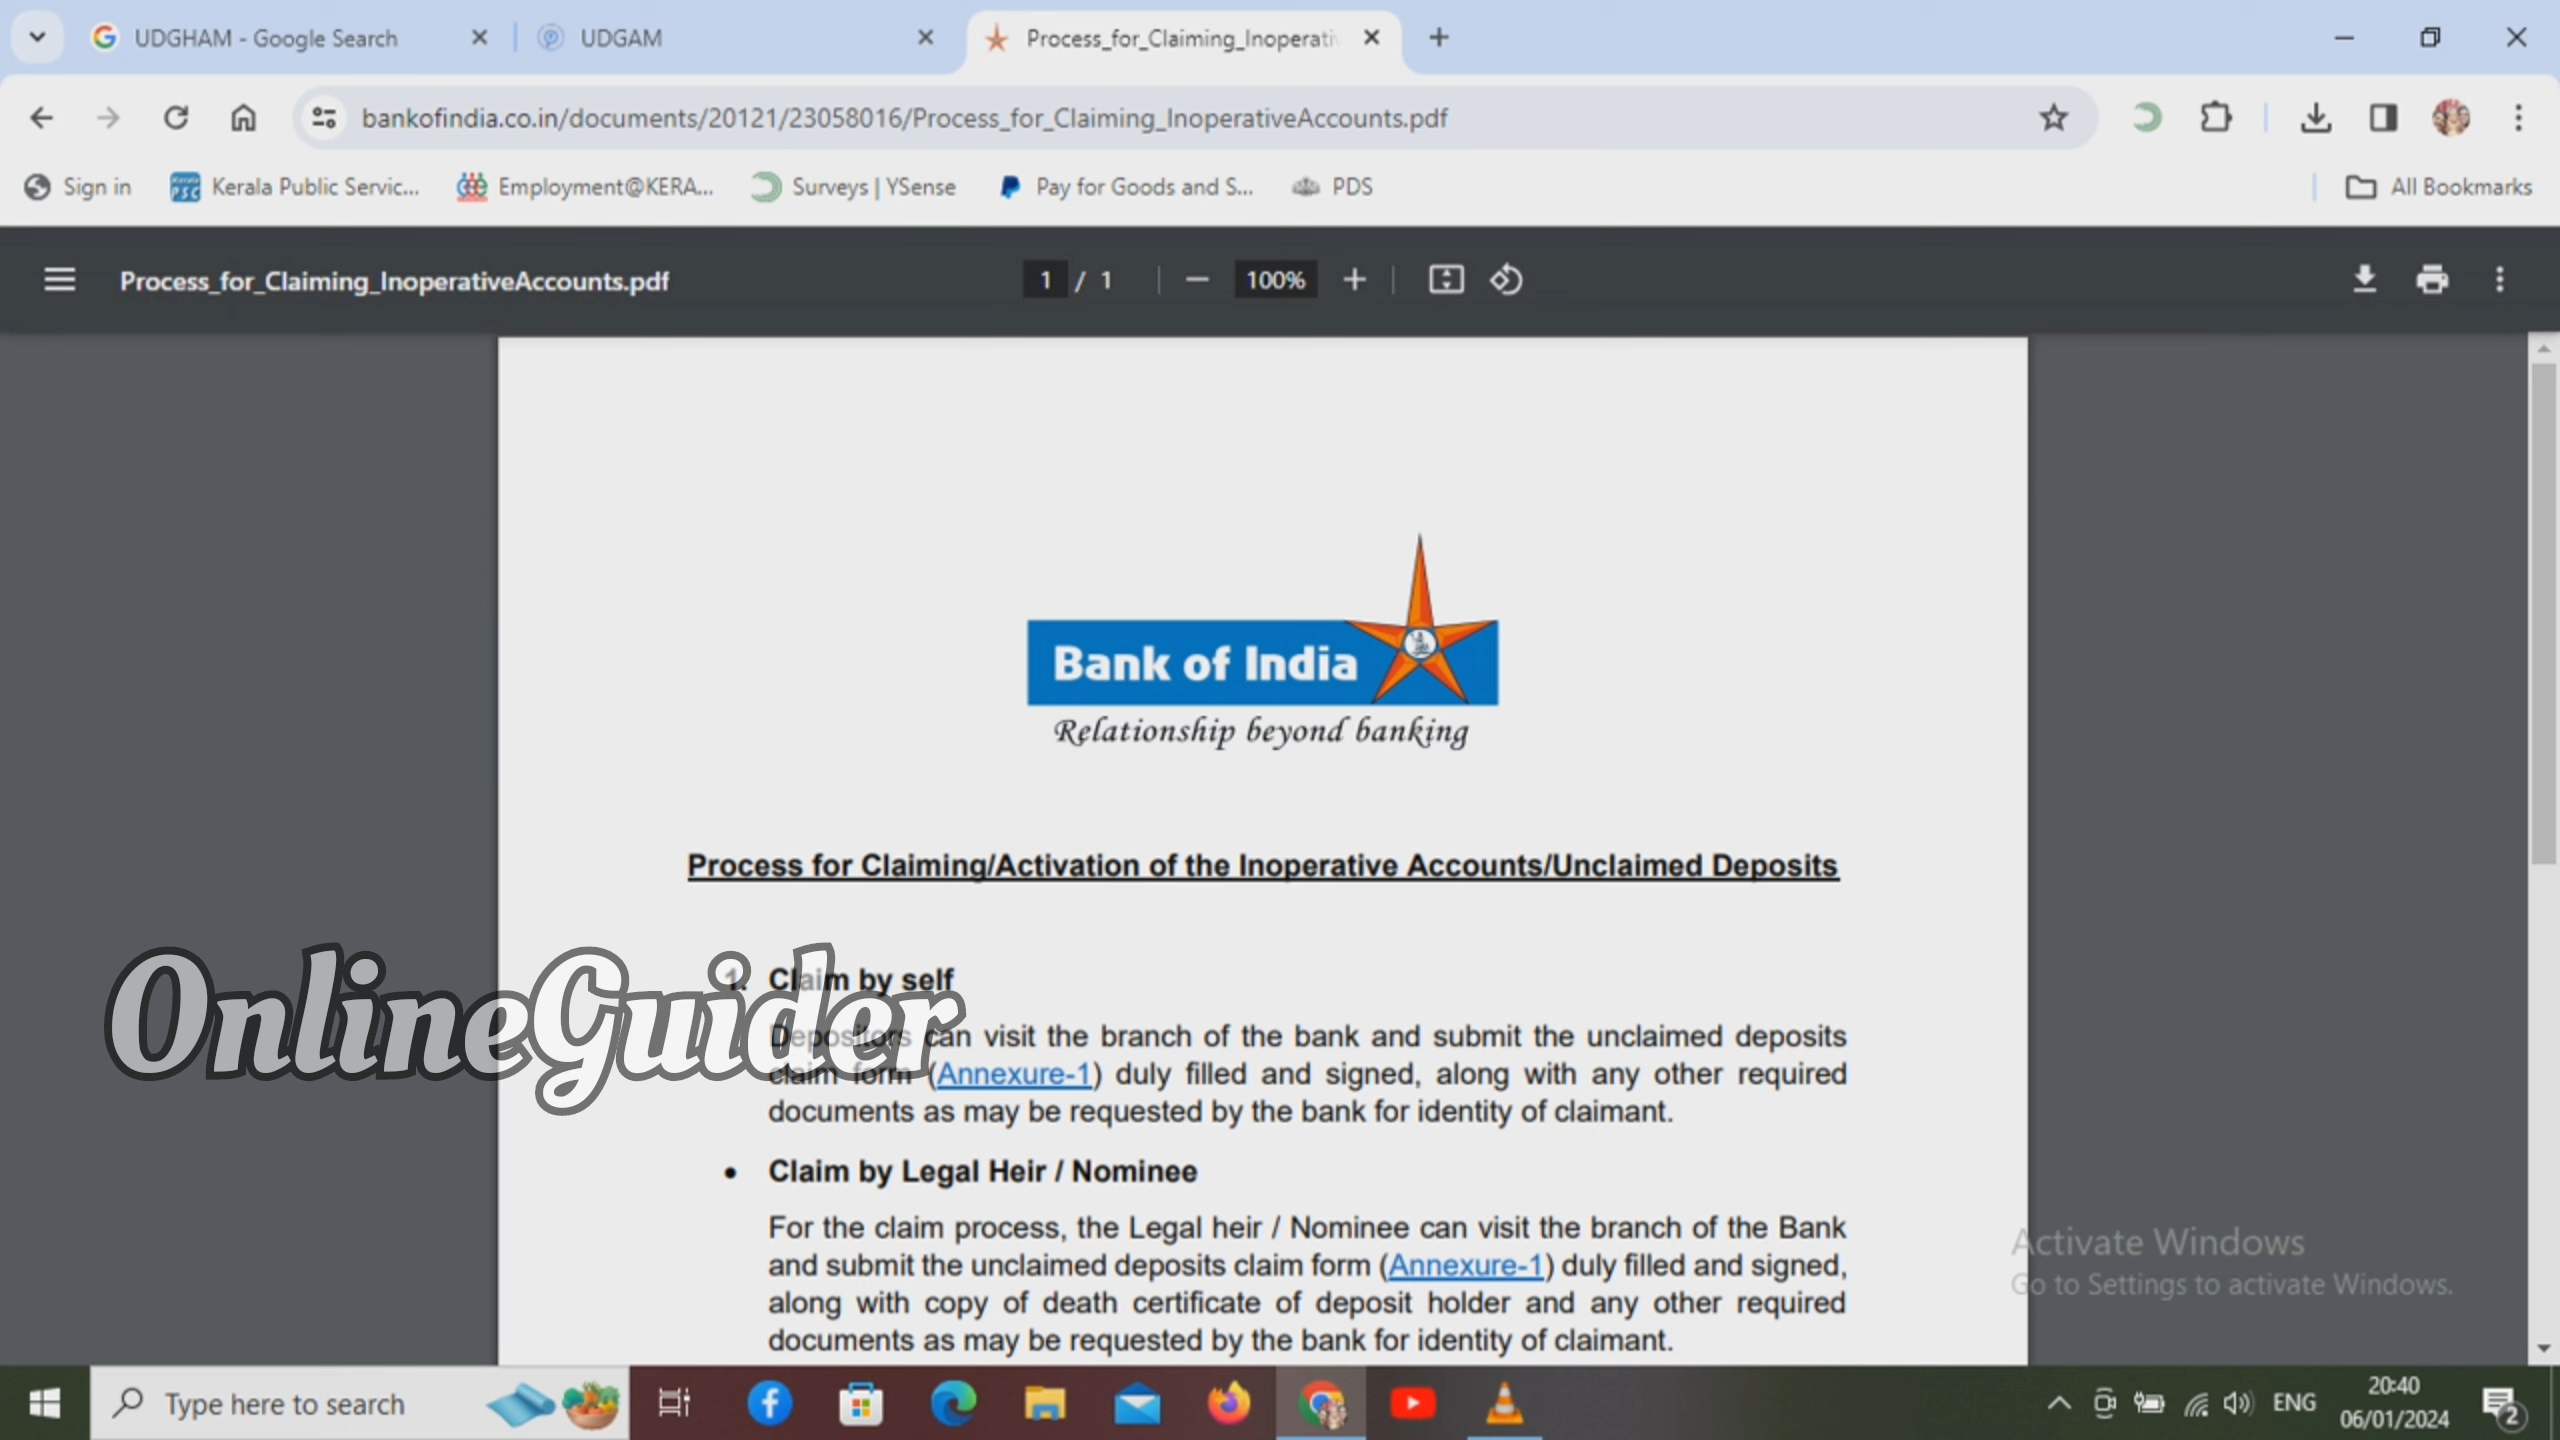 UDGHAM - Google Search
UDGAM
Process_for_Claiming_Inoperati
bankofindia.co.in/documents/20121/23058016/Process_for_Claiming_InoperativeAccounts.pdf
Sign in
Kerala Public Servic...
Employment@KERA...
Surveys | YSense
Pay for Goods and S...
PDS
All Bookmarks
Process_for_Claiming_InoperativeAccounts.pdf
1 / 1
100%
Bank of India
Relationship beyond banking
Process for Claiming/Activation of the Inoperative Accounts/Unclaimed Deposits
1. Claim by self
Depositors can visit the branch of the bank and submit the unclaimed deposits
claim form (Annexure-1) duly filled and signed, along with any other required
documents as may be requested by the bank for identity of claimant.
OnlineGuider
• Claim by Legal Heir / Nominee
For the claim process, the Legal heir / Nominee can visit the branch of the Bank
and submit the unclaimed deposits claim form (Annexure-1) duly filled and signed,
along with copy of death certificate of deposit holder and any other required
documents as may be requested by the bank for identity of claimant.
Activate Windows
Go to Settings to activate Windows.
Type here to search
ENG
20:40
06/01/2024
2